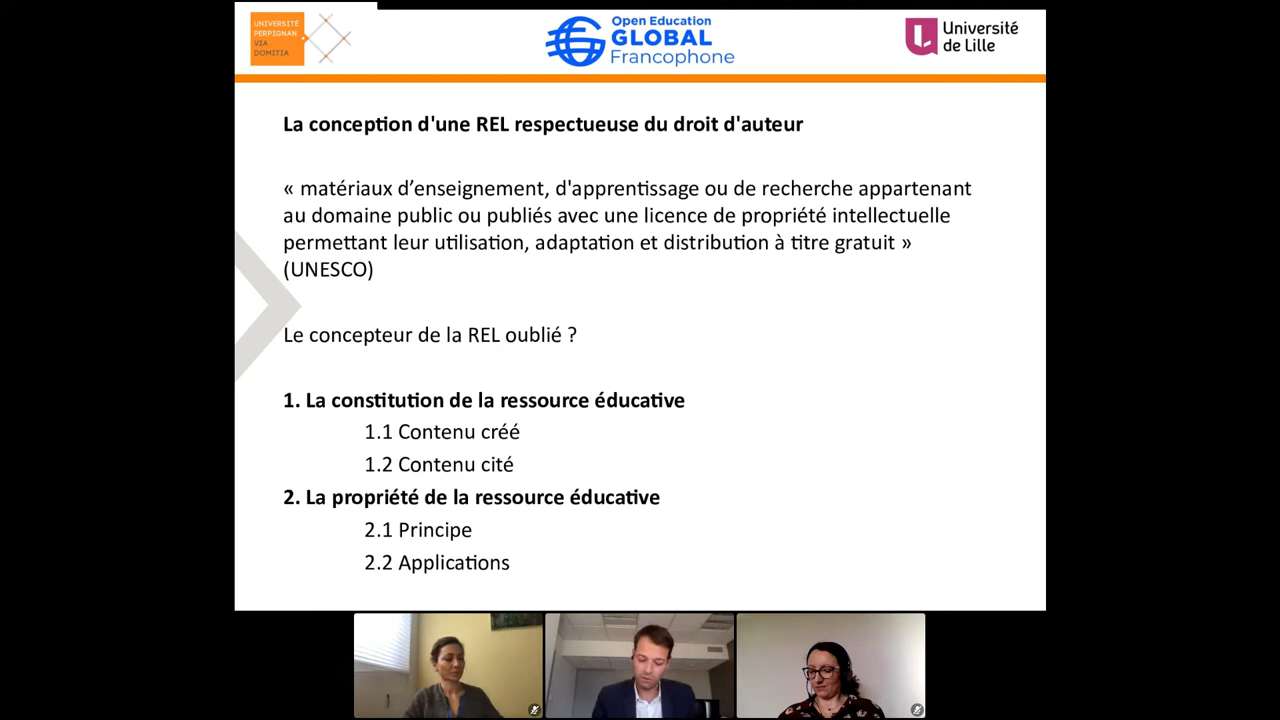 UNIVERSITÉ
PERPIGNAN
VIA
DOMITIA
Open Education
GLOBAL
Francophone
Université
de Lille
La conception d'une REL respectueuse du droit d'auteur
« matériaux d’enseignement, d'apprentissage ou de recherche appartenant
au domaine public ou publiés avec une licence de propriété intellectuelle
permettant leur utilisation, adaptation et distribution à titre gratuit »
(UNESCO)
Le concepteur de la REL oublié ?
1. La constitution de la ressource éducative
1.1 Contenu créé
1.2 Contenu cité
2. La propriété de la ressource éducative
2.1 Principe
2.2 Applications